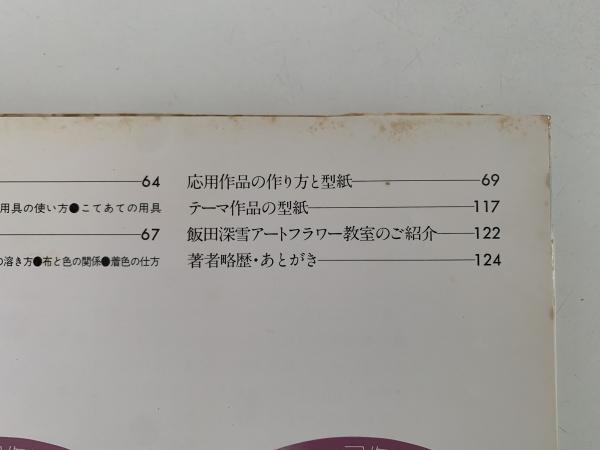 64
用具の使い方●こてあての用具
67
の溶き方●布と色の関係●着色の仕方
応用作品の作り方と型紙 69
テーマ作品の型紙 117
飯田深雪アートフラワー教室のご紹介 122
著者略歴・あとがき 124